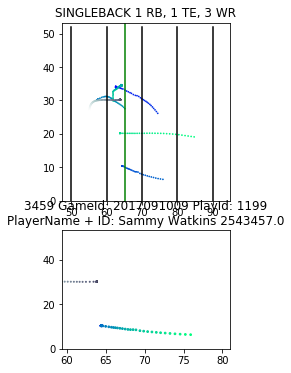 SINGLEBACK 1 RB, 1 TE, 3 WR
50
40
30
20
10
0
50 60 70 80 90
3459 GameId: 2017091009 PlayId: 1199
PlayerName + ID: Sammy Watkins 2543457.0
40
20
0
60 65 70 75 80